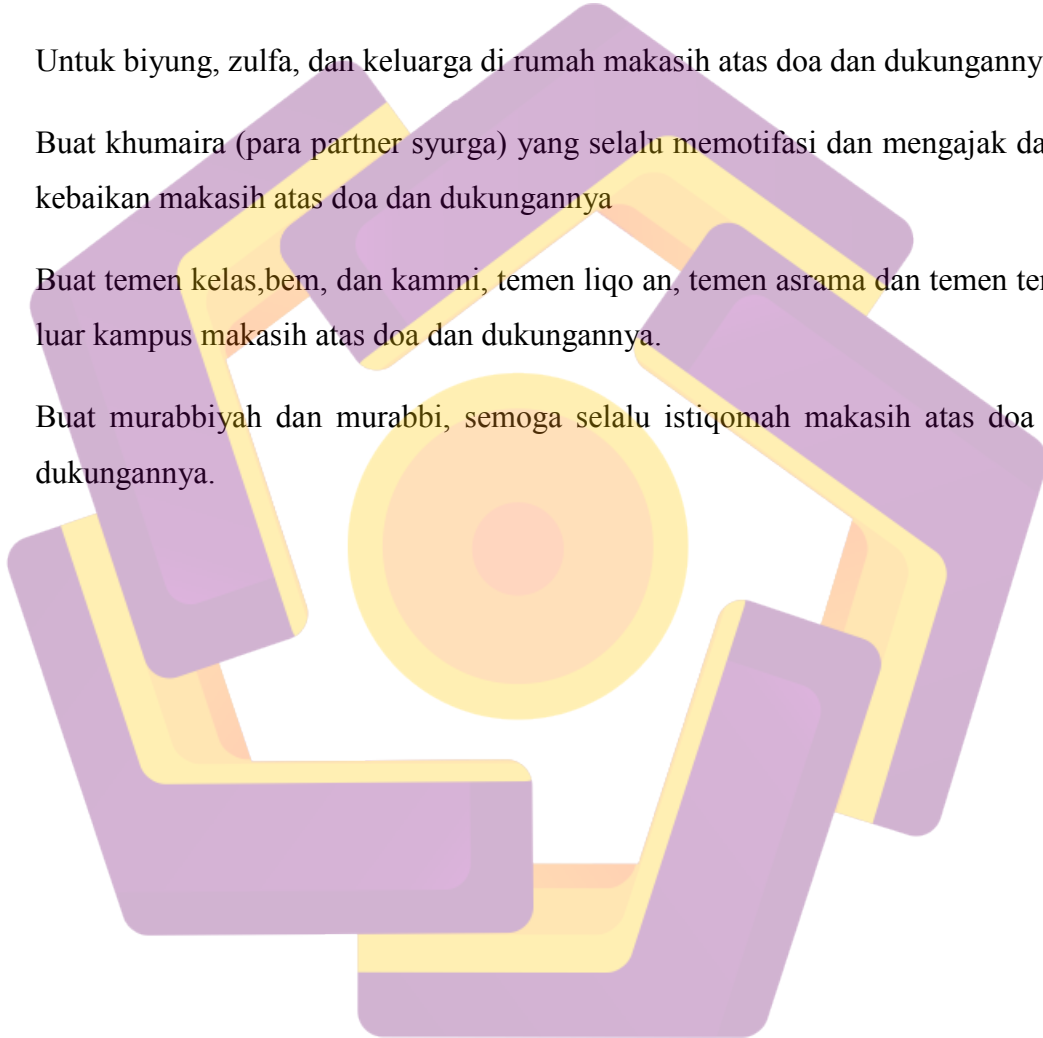 Untuk biyung, zulfa, dan keluarga di rumah makasih atas doa dan dukunganny
Buat khumaira (para partner syurga) yang selalu memotifasi dan mengajak da
kebaikan makasih atas doa dan dukungannya
Buat temen kelas,bem, dan kammi, temen liqo an, temen asrama dan temen ter
luar kampus makasih atas doa dan dukungannya.
Buat murabbiyah dan murabbi, semoga selalu istiqomah makasih atas doa
dukungannya.